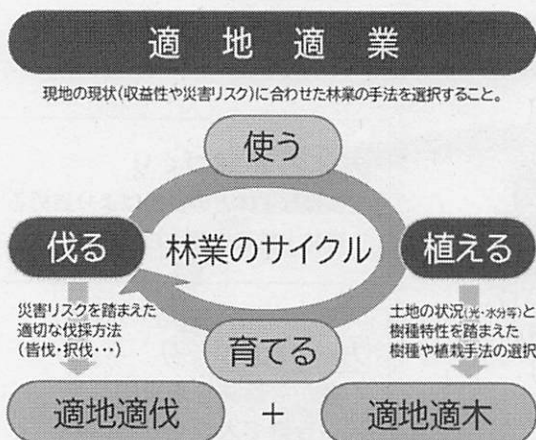 適地適業
現地の現状(収益性や災害リスク)に合わせた林業の手法を選択すること。
使う
伐る
林業のサイクル
植える
災害リスクを踏まえた
適切な伐採方法
(皆伐・択伐・・・)
育てる
土地の状況(光・水分等)と
樹種特性を踏まえた
樹種や植栽手法の選択
適地適伐
+
適地適木